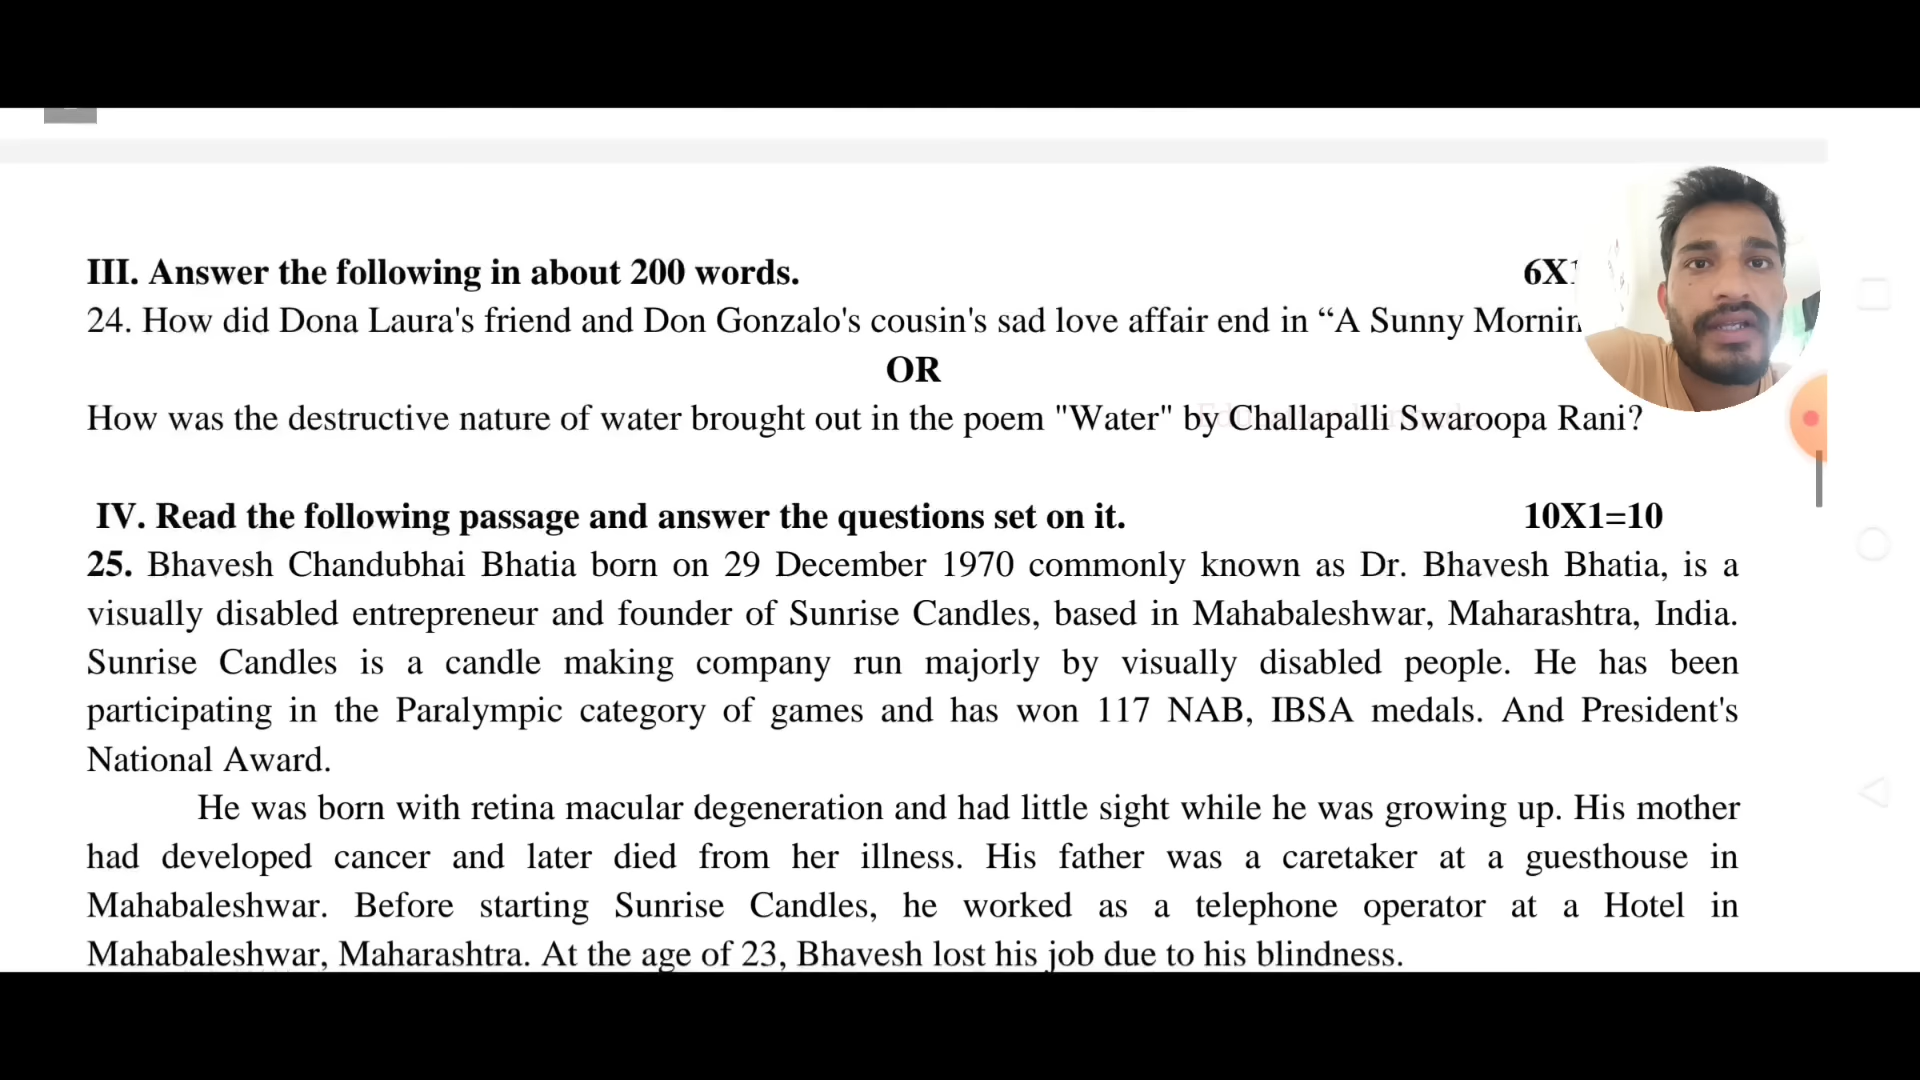 III. Answer the following in about 200 words. 6X1
24. How did Dona Laura's friend and Don Gonzalo's cousin's sad love affair end in “A Sunny Mornin
OR
How was the destructive nature of water brought out in the poem "Water" by Challapalli Swaroopa Rani?
IV. Read the following passage and answer the questions set on it. 10X1=10
25. Bhavesh Chandubhai Bhatia born on 29 December 1970 commonly known as Dr. Bhavesh Bhatia, is a
visually disabled entrepreneur and founder of Sunrise Candles, based in Mahabaleshwar, Maharashtra, India.
Sunrise Candles is a candle making company run majorly by visually disabled people. He has been
participating in the Paralympic category of games and has won 117 NAB, IBSA medals. And President's
National Award.
He was born with retina macular degeneration and had little sight while he was growing up. His mother
had developed cancer and later died from her illness. His father was a caretaker at a guesthouse in
Mahabaleshwar. Before starting Sunrise Candles, he worked as a telephone operator at a Hotel in
Mahabaleshwar, Maharashtra. At the age of 23, Bhavesh lost his job due to his blindness.